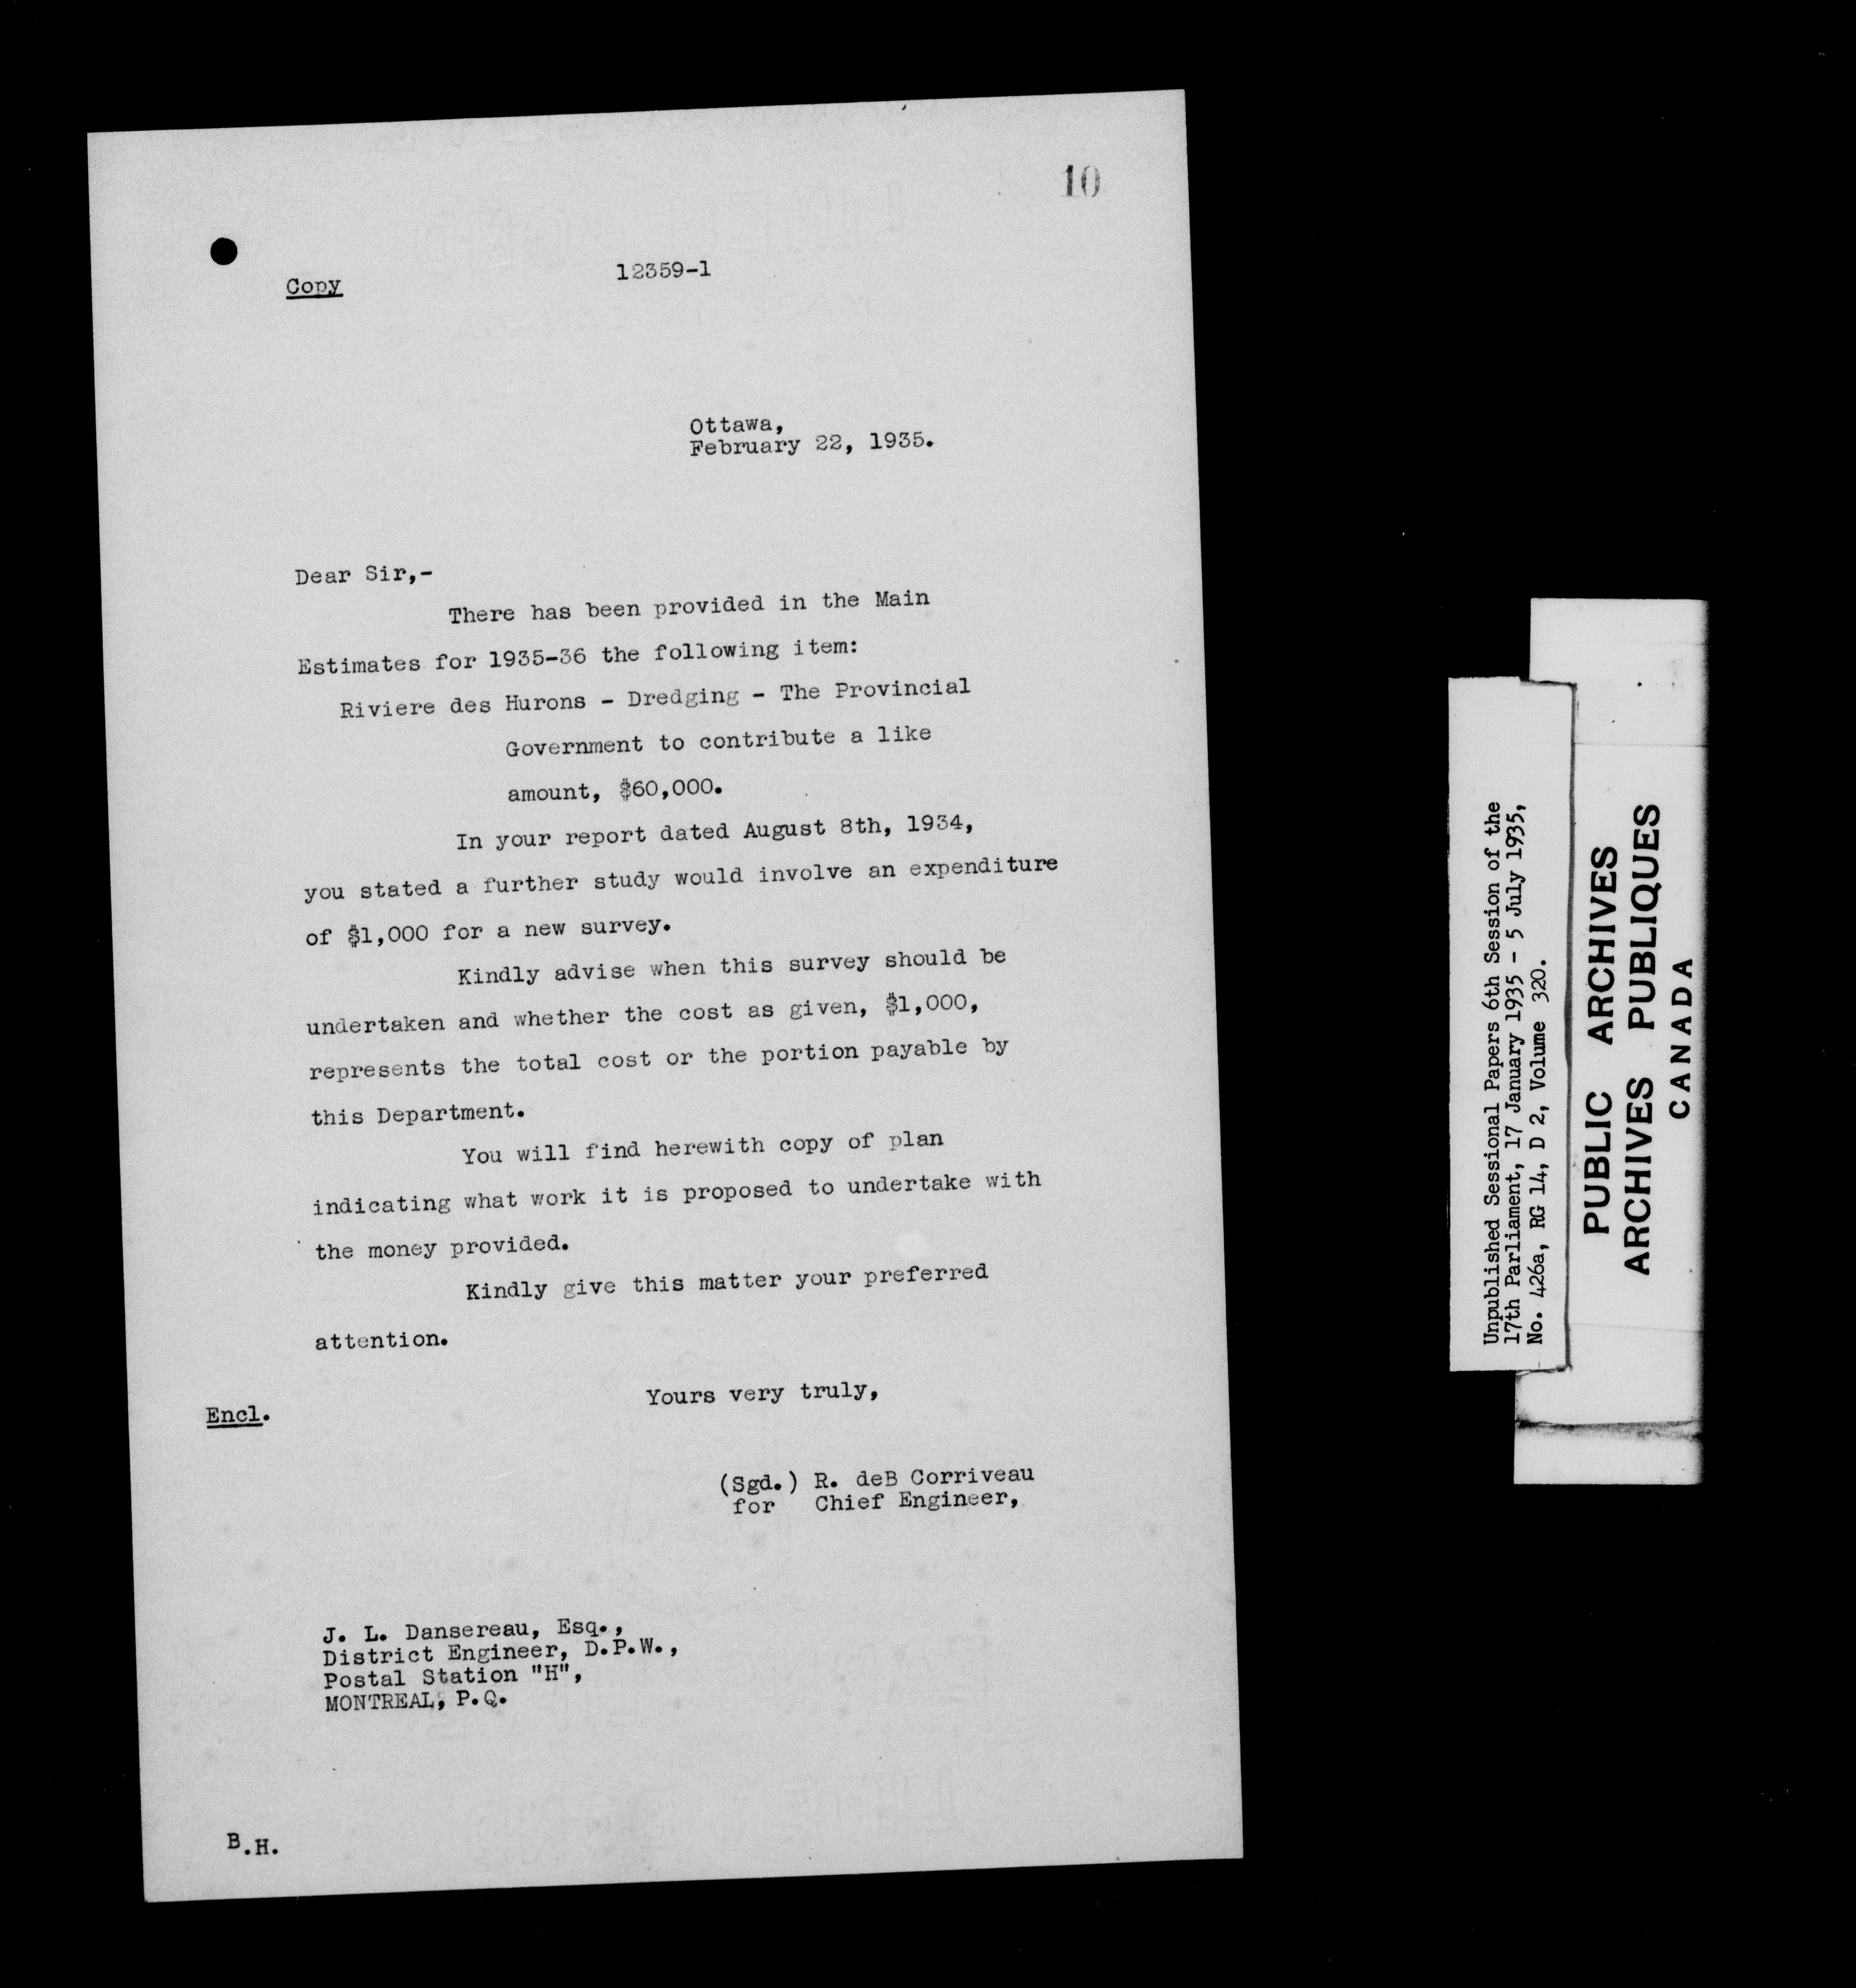 10
Copy
12359-1
Ottawa,
February 22, 1935.
Dear Sir,-
There has been provided in the Main
Estimates for 1935-36 the following item:
Riviere des Hurons - Dredging - The Provincial
Government to contribute a like
amount, $60,000.
In your report dated August 8th, 1934,
you stated a further study would involve an expenditure
of $1,000 for a new survey.
Kindly advise when this survey should be
undertaken and whether the cost as given, $1,000,
represents the total cost or the portion payable by
this Department.
You will find herewith copy of plan
indicating what work it is proposed to undertake with
the money provided.
Kindly give this matter your preferred
attention.
Yours very truly,
Encl.
(Sgd.) R. deB Corriveau
for Chief Engineer,
J. L. Dansereau, Esq.,
District Engineer, D.P.W.,
Postal Station "H",
MONTREAL, P.Q.
B.H.
Unpublished Sessional Papers 6th Session of the
17th Parliament, 17 January 1935 - 5 July 1935,
No. 426a, RG 14, D 2, Volume 320.
PUBLIC ARCHIVES
ARCHIVES PUBLIQUES
CANADA